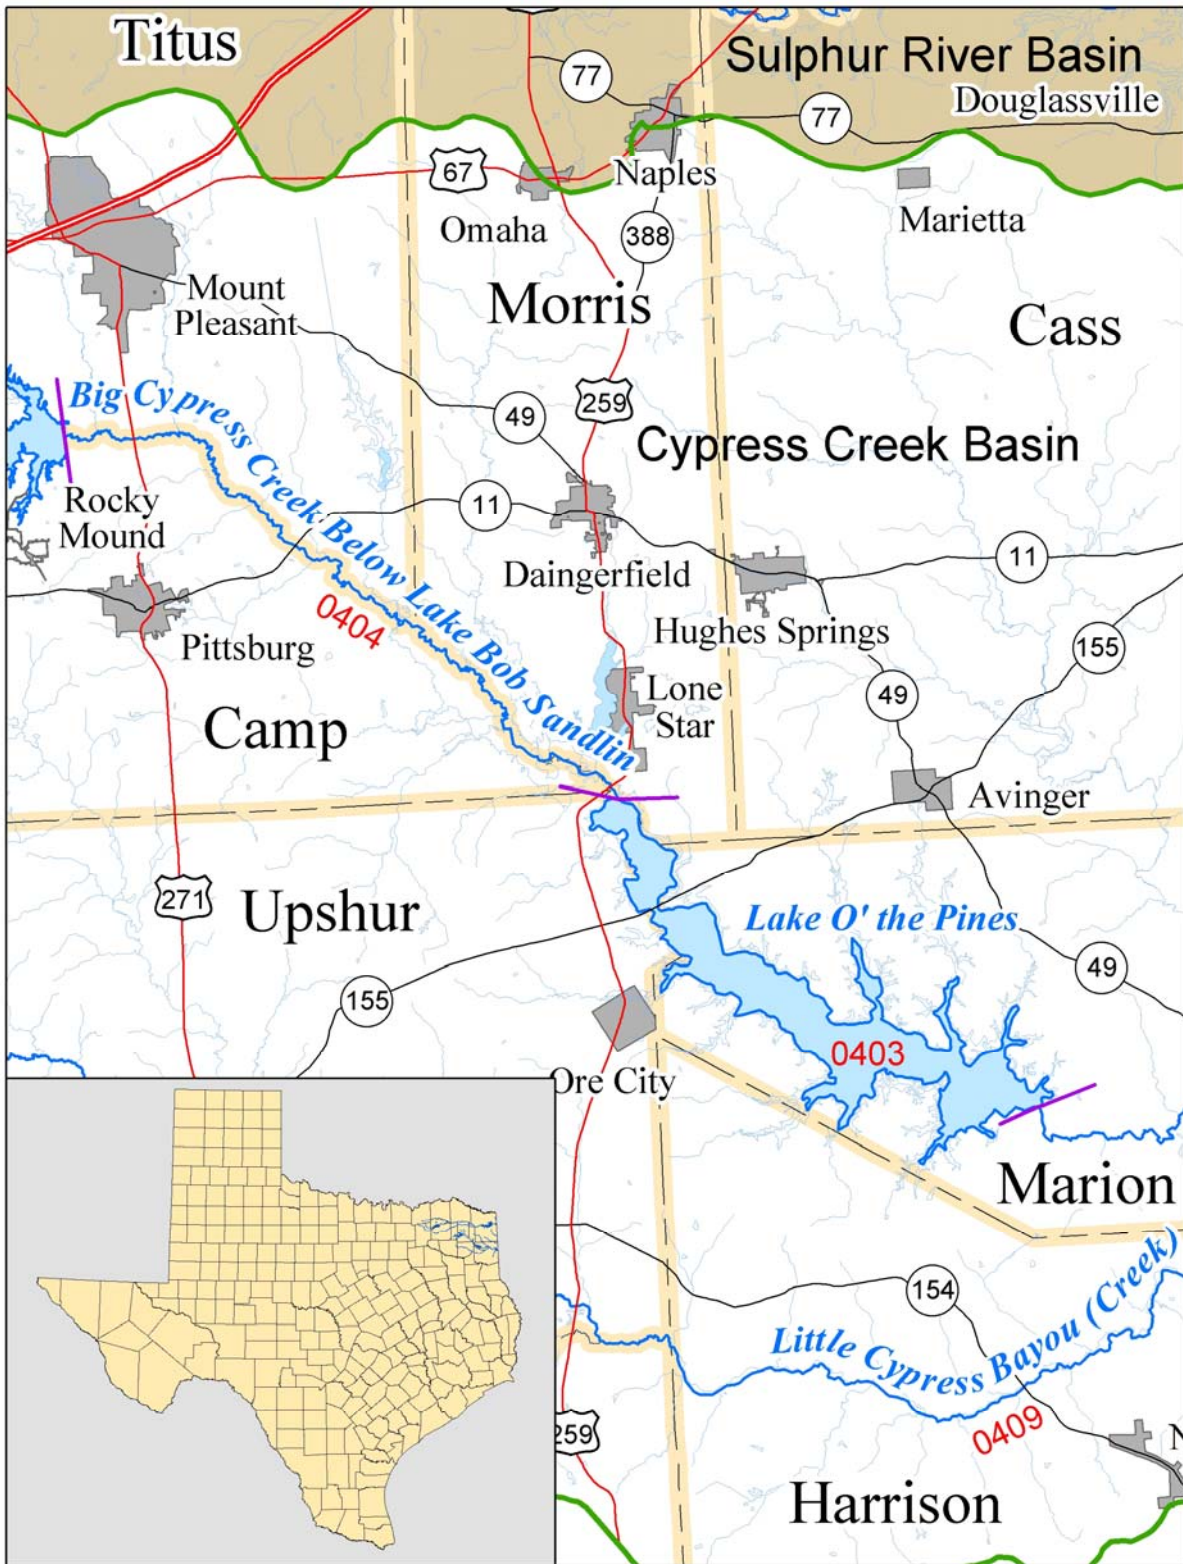 Titus
Sulphur River Basin
77
Douglassville
77
67
Naples
Omaha
388
Marietta
Mount
Pleasant
Morris
Cass
Big Cypress Creek Below Lake Bob Sandlin
259
49
Cypress Creek Basin
Rocky
Mound
11
11
Daingerfield
0404
Hughes Springs
Pittsburg
155
Lone
Star
49
Camp
Avinger
271
Upshur
Lake O' the Pines
49
155
0403
Ore City
Marion
154
Little Cypress Bayou (Creek)
0409
259
N
Harrison